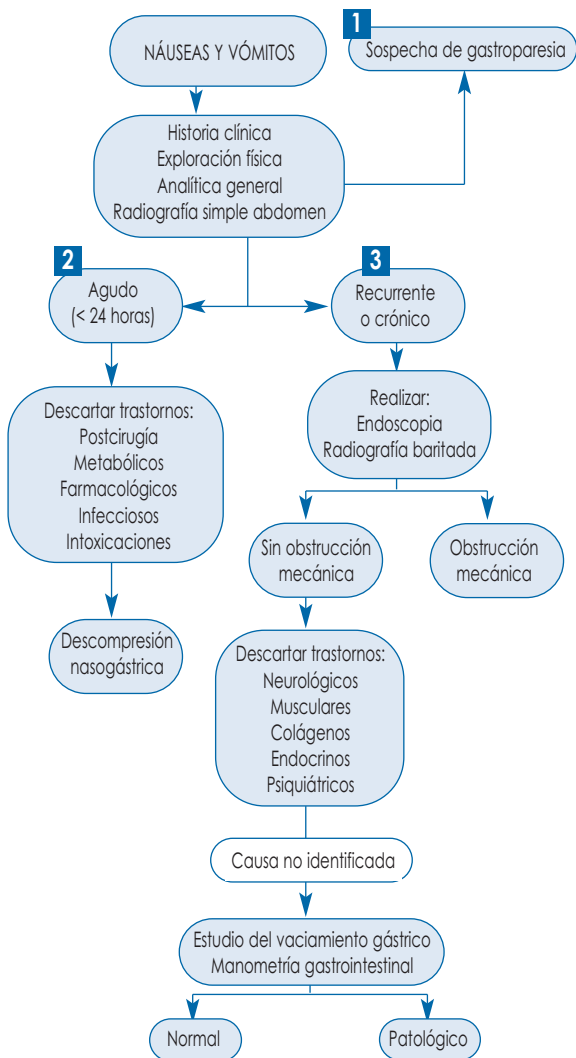 1
NÁUSEAS Y VÓMITOS
Sospecha de gastroparesia
Historia clínica
Exploración física
Analítica general
Radiografía simple abdomen
2
Agudo
(< 24 horas)
3
Recurrente
o crónico
Descartar trastornos:
Postcirugía
Metabólicos
Farmacológicos
Infecciosos
Intoxicaciones
Realizar:
Endoscopia
Radiografía baritada
Sin obstrucción
mecánica
Obstrucción
mecánica
Descompresión
nasogástrica
Descartar trastornos:
Neurológicos
Musculares
Colágenos
Endocrinos
Psiquiátricos
Causa no identificada
Estudio del vaciamiento gástrico
Manometría gastrointestinal
Normal
Patológico